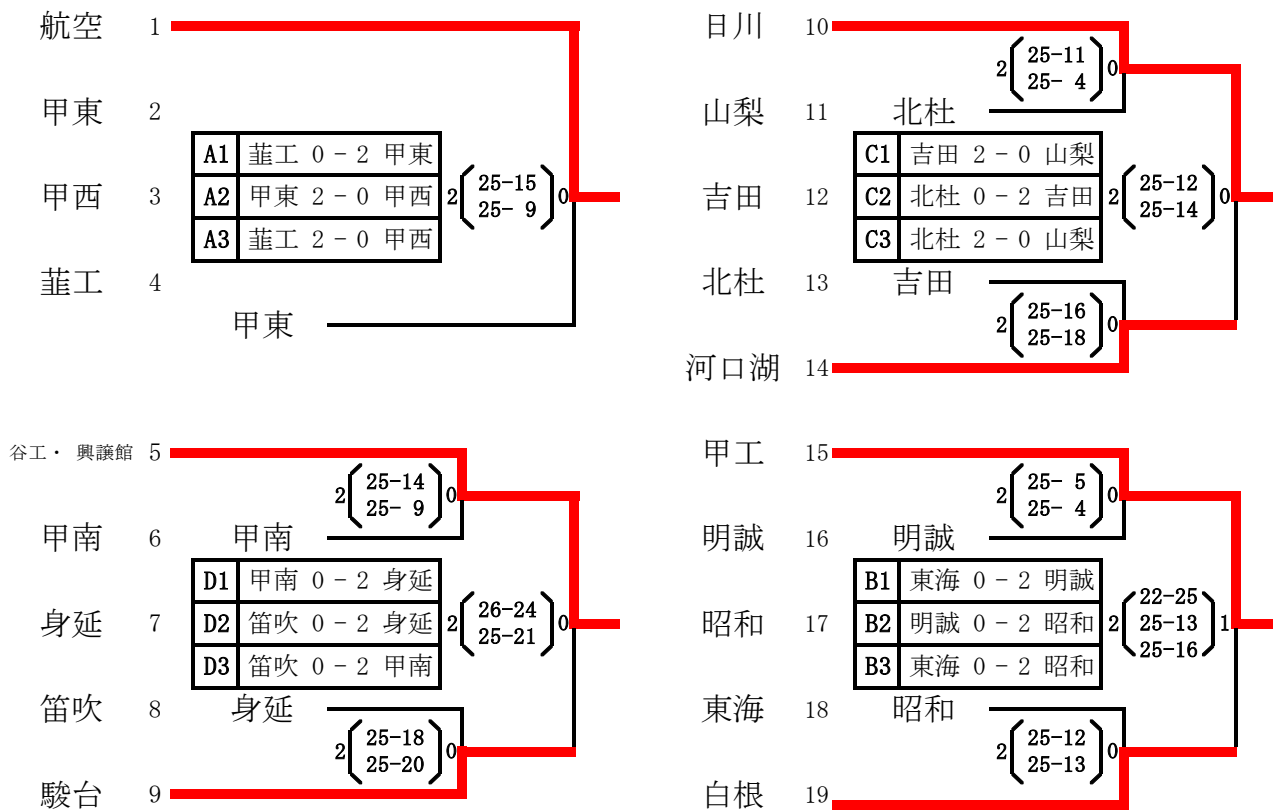 航空 1
甲東 2
A1 韮工 0－2 甲東
甲西 3
A2 甲東 2－0 甲西
2 25-15 0
25- 9
A3 韮工 2－0 甲西
韮工 4
甲東
谷工・ 興譲館 5
2 25-14 0
25- 9
甲南 6 甲南
D1 甲南 0－2 身延
身延 7
D2 笛吹 0－2 身延
2 26-24 0
25-21
D3 笛吹 0－2 甲南
笛吹 8 身延
2 25-18 0
25-20
駿台 9
日川 10
2 25-11 0
25- 4
山梨 11 北杜
C1 吉田 2－0 山梨
吉田 12
C2 北杜 0－2 吉田
2 25-12 0
25-14
C3 北杜 2－0 山梨
北杜 13 吉田
2 25-16 0
25-18
河口湖 14
甲工 15
2 25- 5 0
25- 4
明誠 16 明誠
B1 東海 0－2 明誠
昭和 17
B2 明誠 0－2 昭和
22-25
2 25-13 1
25-16
B3 東海 0－2 昭和
東海 18 昭和
2 25-12 0
25-13
白根 19